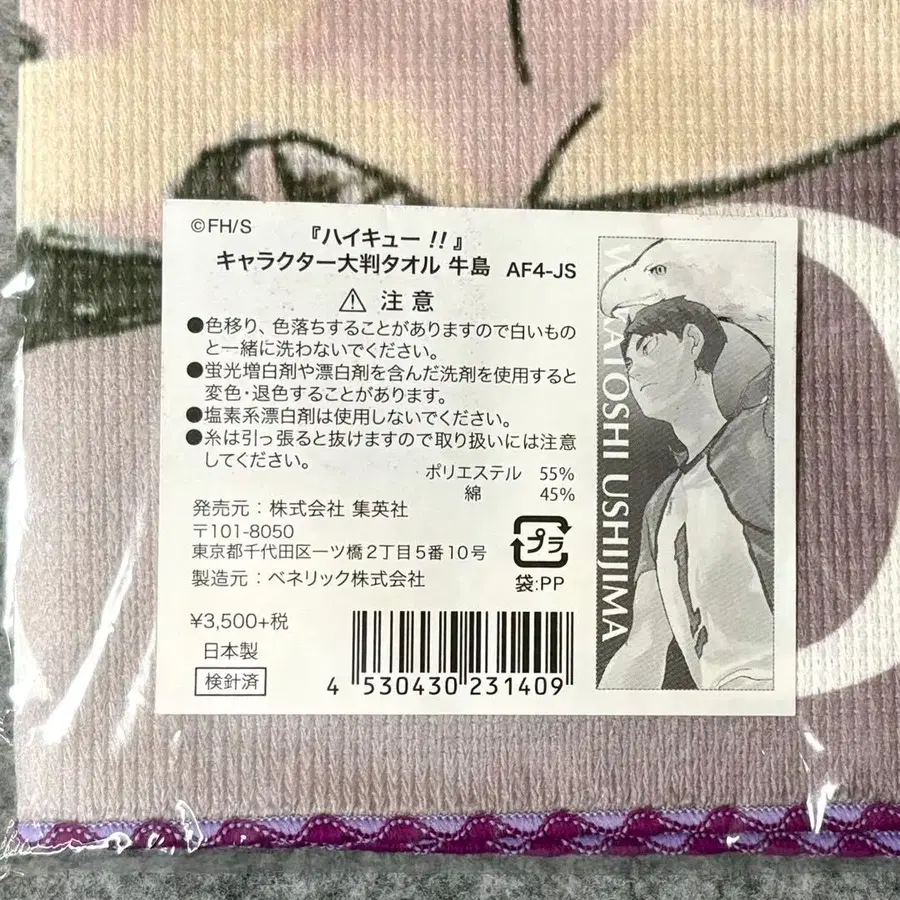 ©FH/S
『ハイキュー!!』
キャラクター大判タオル 牛島 AF4-JS
⚠ 注意
●色移り、色落ちすることがありますので白いもの
と一緒に洗わないでください。
●蛍光増白剤や漂白剤を含んだ洗剤を使用すると
変色・退色することがあります。
●塩素系漂白剤は使用しないでください。
●糸は引っ張ると抜けますので取り扱いには注意
してください。
ポリエステル 55%
綿 45%
発売元：株式会社 集英社
〒101-8050
東京都千代田区一ツ橋2丁目5番10号
製造元：ベネリック株式会社
プラ
袋:PP
¥3,500+税
日本製
検針済
4 530430 231409
WAKATOSHI USHIJIMA